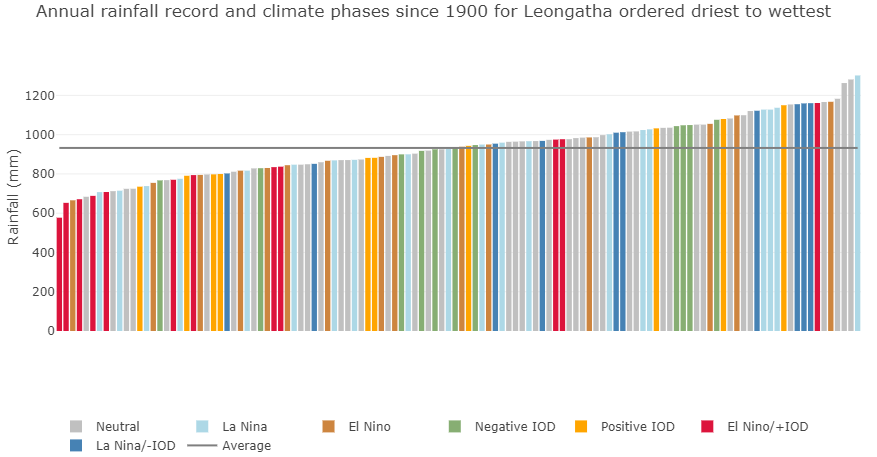 Annual rainfall record and climate phases since 1900 for Leongatha ordered driest to wettest
Rainfall (mm)
1200
1000
800
600
400
200
0
Neutral La Nina El Nino Negative IOD Positive IOD El Nino/+IOD
La Nina/-IOD Average